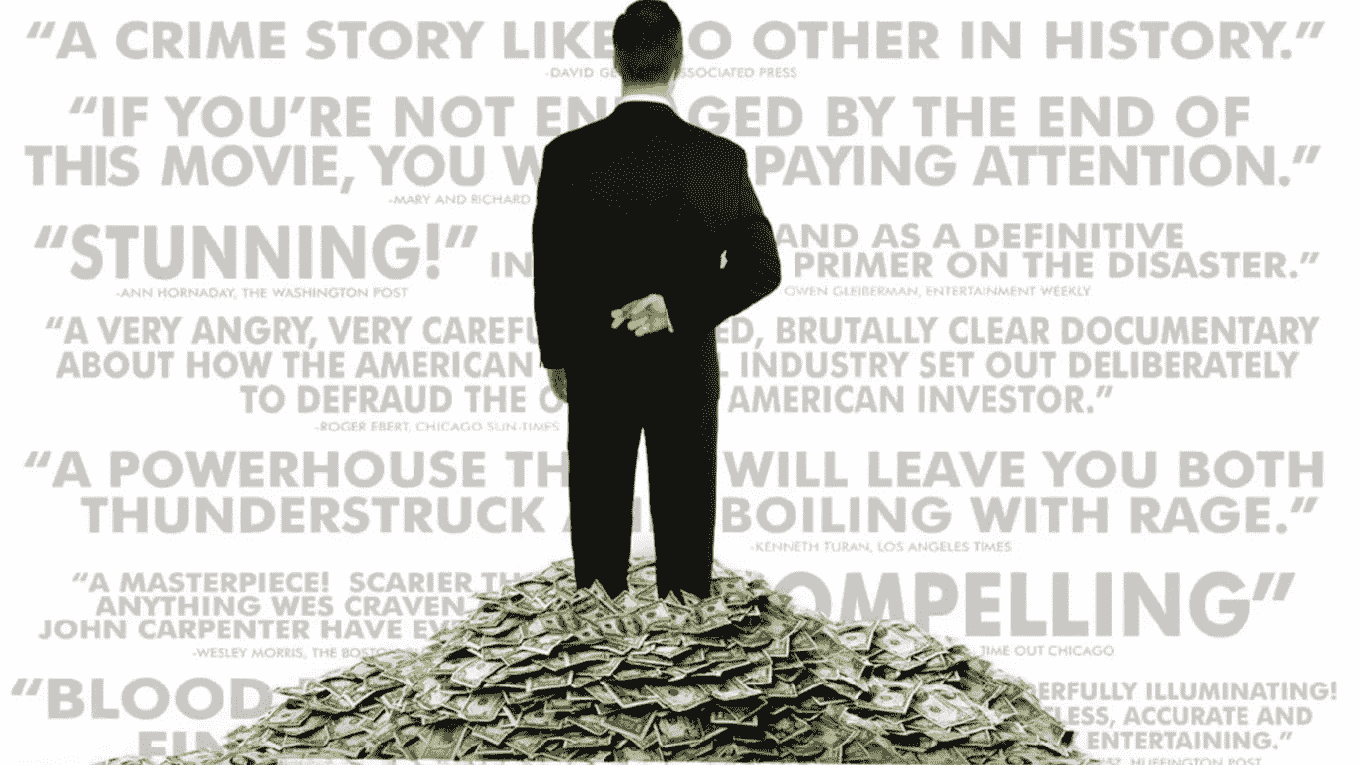 “A CRIME STORY LIKE O OTHER IN HISTORY.”
-DAVID GE SSOCIATED PRESS
“IF YOU’RE NOT EN GED BY THE END OF
THIS MOVIE, YOU W PAYING ATTENTION.”
-MARY AND RICHARD
“STUNNING!” IN AND AS A DEFINITIVE
PRIMER ON THE DISASTER.”
-ANN HORNADAY, THE WASHINGTON POST OWEN GLEIBERMAN, ENTERTAINMENT WEEKLY
“A VERY ANGRY, VERY CAREFU ED, BRUTALLY CLEAR DOCUMENTARY
ABOUT HOW THE AMERICAN L INDUSTRY SET OUT DELIBERATELY
TO DEFRAUD THE O AMERICAN INVESTOR.”
-ROGER EBERT, CHICAGO SUN-TIMES
“A POWERHOUSE TH WILL LEAVE YOU BOTH
THUNDERSTRUCK A BOILING WITH RAGE.”
-KENNETH TURAN, LOS ANGELES TIMES
“A MASTERPIECE! SCARIER TH
ANYTHING WES CRAVEN
JOHN CARPENTER HAVE EV
-WESLEY MORRIS, THE BOSTO
OMPELLING”
TIME OUT CHICAGO
“BLOOD
FIN
ERFULLY ILLUMINATING!
LESS, ACCURATE AND
ENTERTAINING.”
HUFFINGTON POST